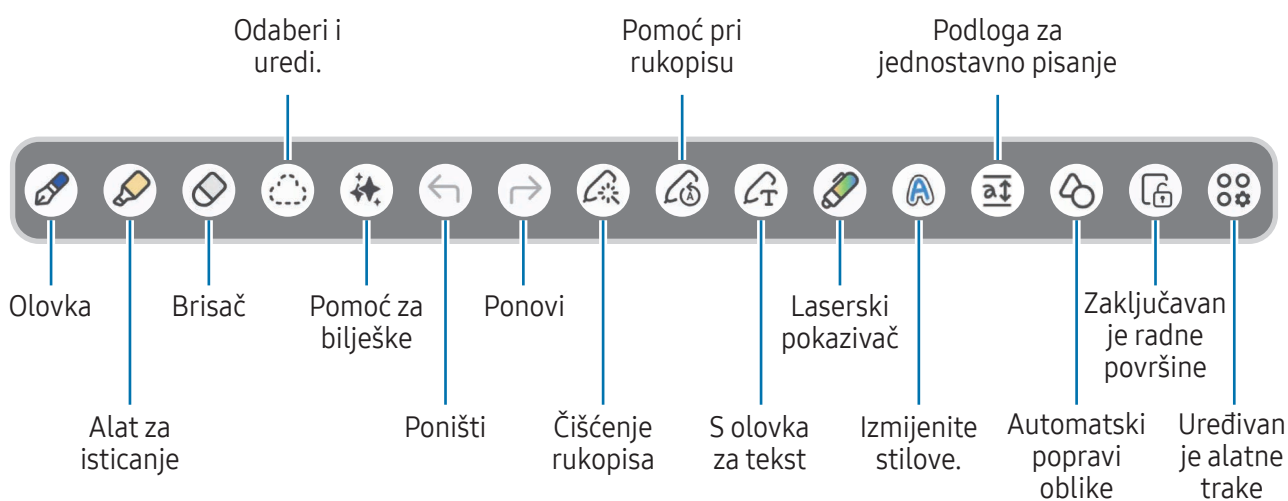 Odaberi i
uredi.
Pomoć pri
rukopisu
Podloga za
jednostavno pisanje
Olovka
Brisač
Pomoć za
bilješke
Ponovi
Laserski
pokazivač
Zaključavan
je radne
površine
Alat za
isticanje
Poništi
Čišćenje
rukopisa
S olovka
za tekst
Izmijenite
stilove.
Automatski
popravi
oblike
Uređivan
je alatne
trake